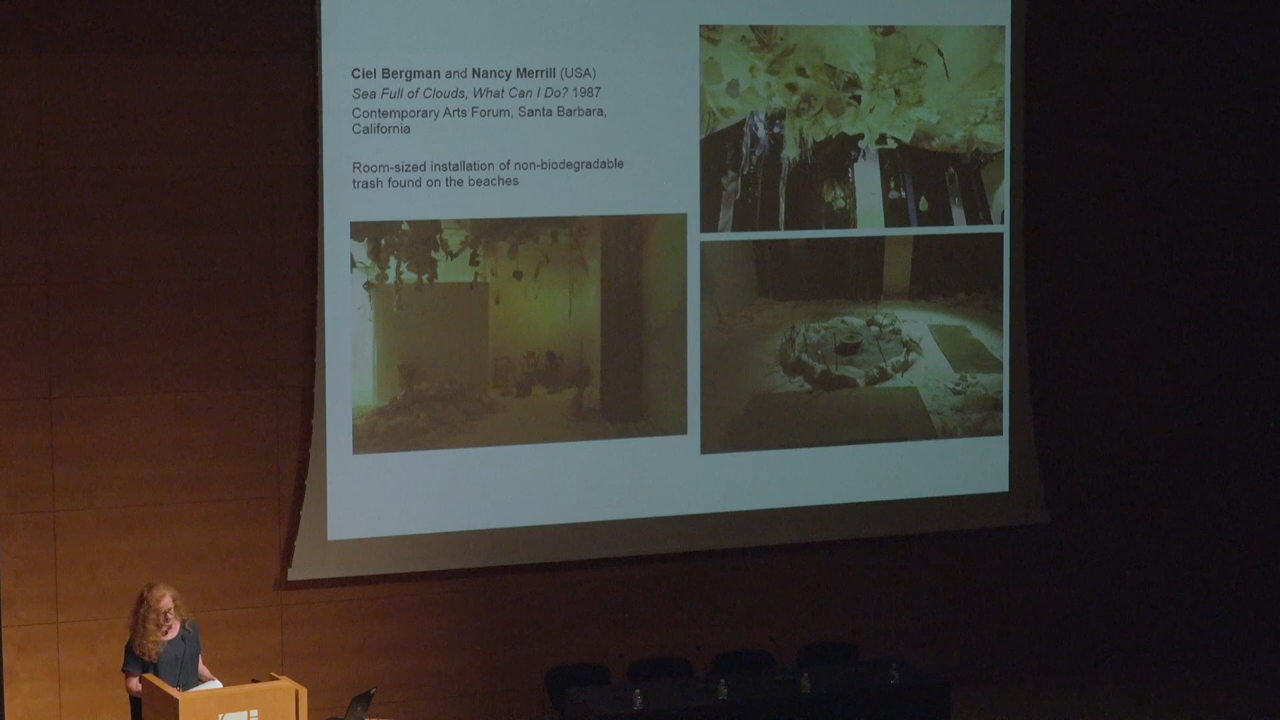 Ciel Bergman and Nancy Merrill (USA)
Sea Full of Clouds, What Can I Do? 1987
Contemporary Arts Forum, Santa Barbara,
California
Room-sized installation of non-biodegradable
trash found on the beaches